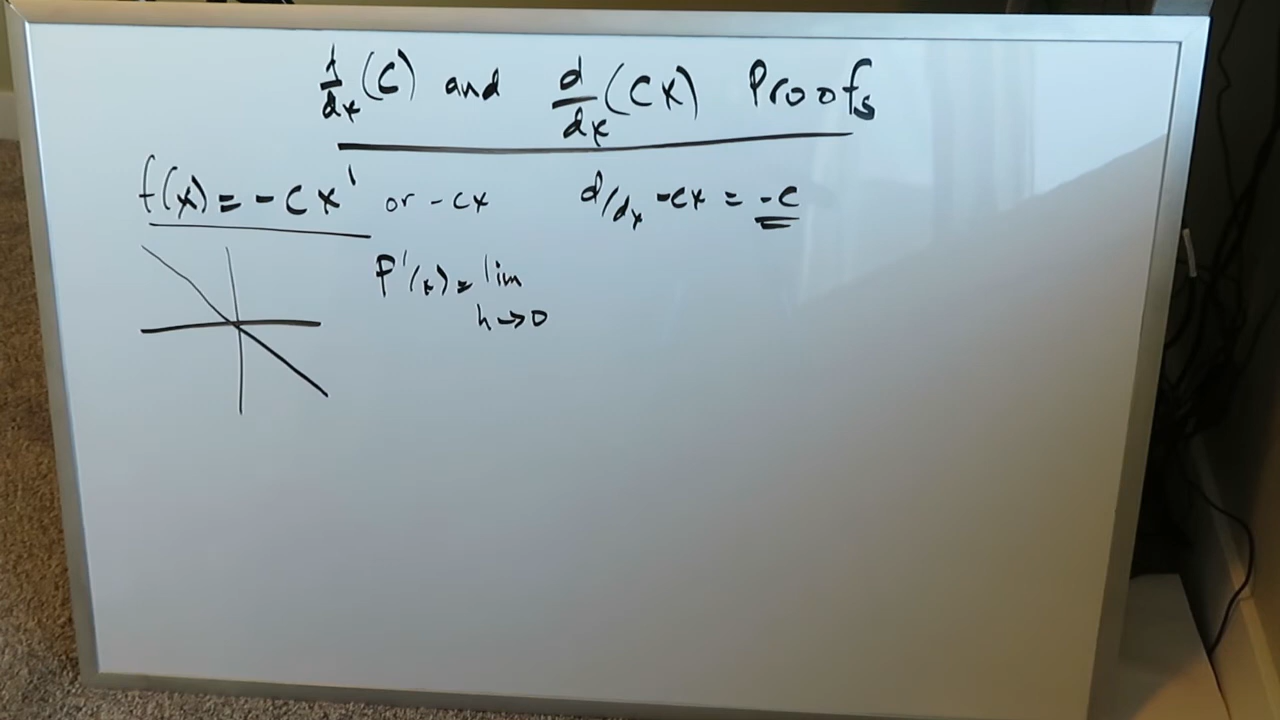 d/dx (C) and d/dx (CX) Proofs
f(x) = -cx¹ or -cx d/dx -cx = -c
f'(x) = lim
h→0